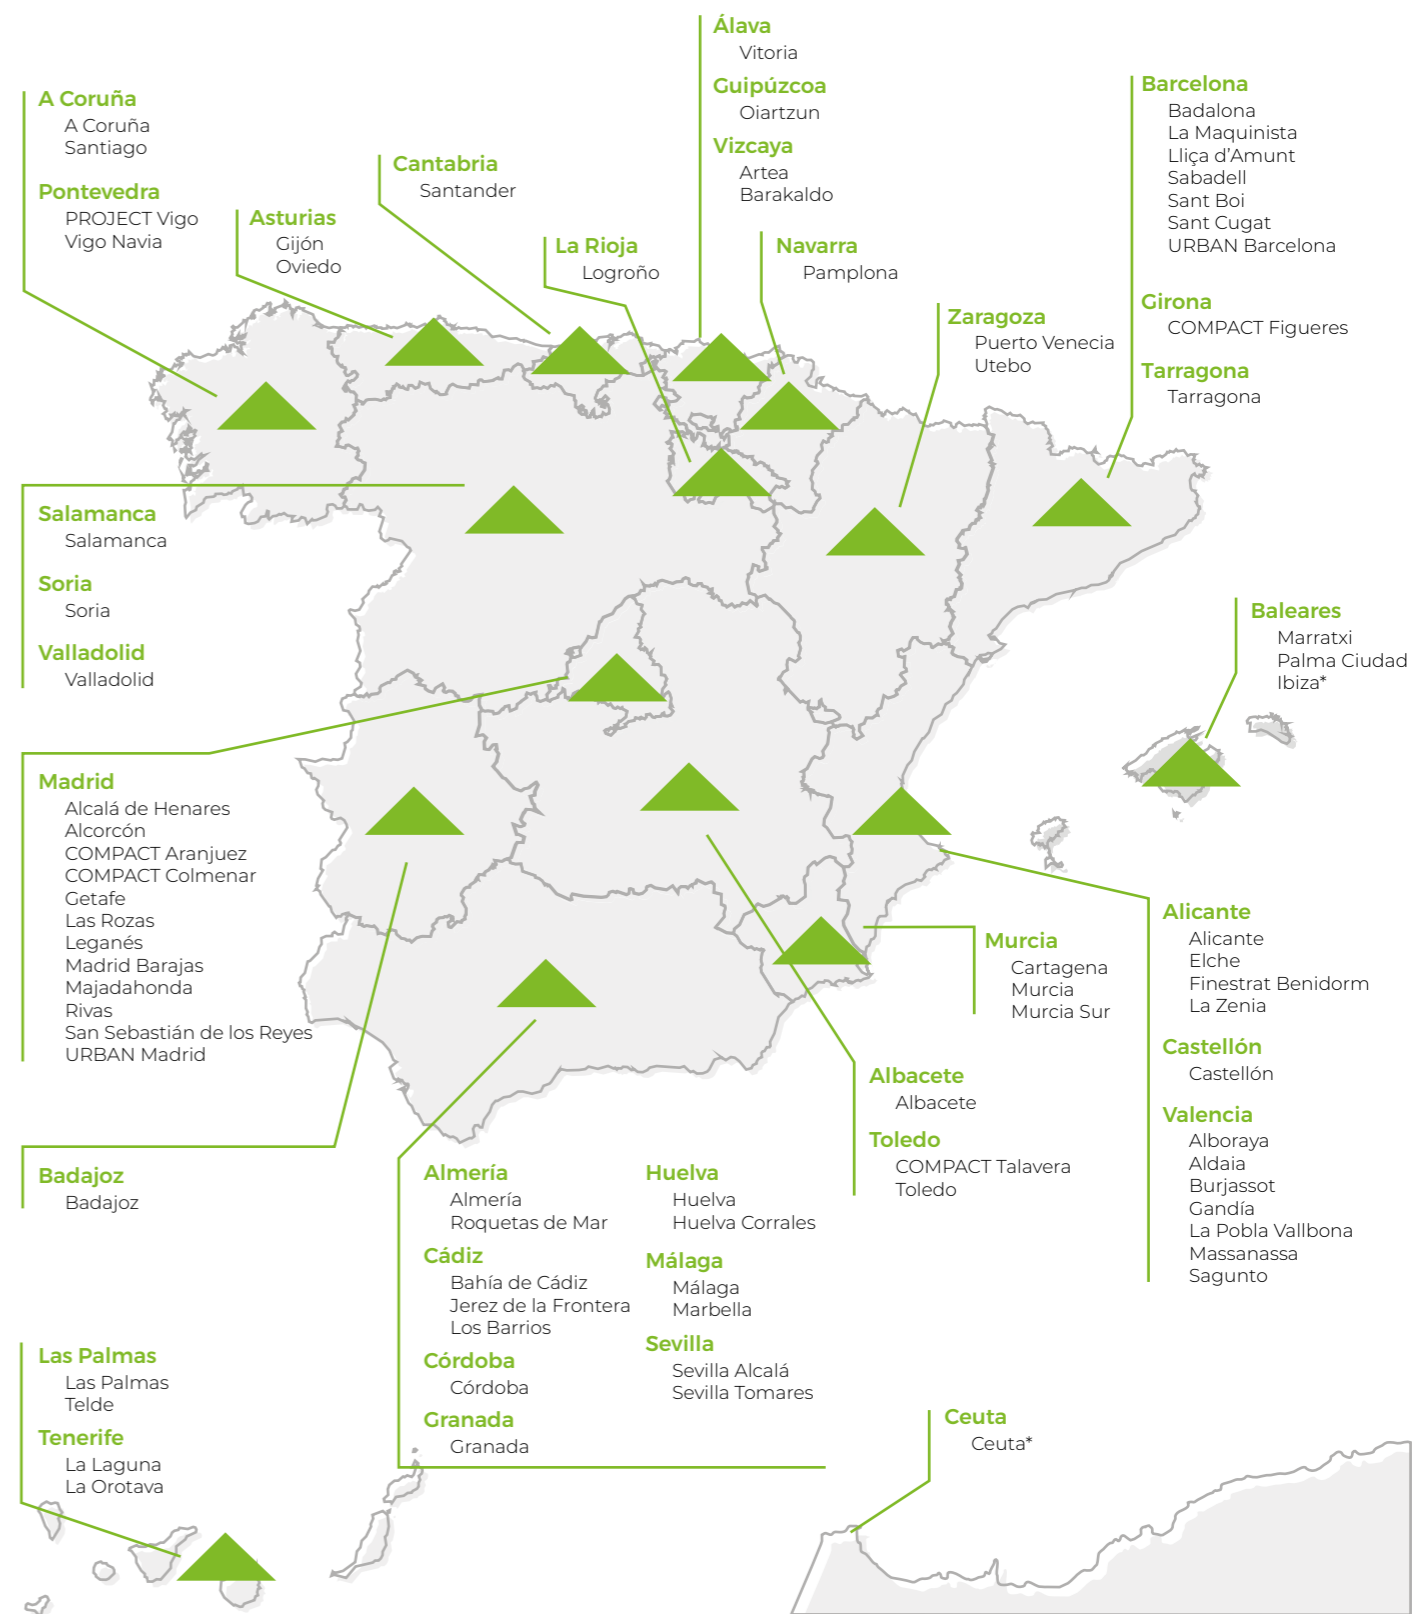 Álava
Vitoria
Guipúzcoa
Oiartzun
Vizcaya
Artea
Barakaldo
A Coruña
A Coruña
Santiago
Pontevedra
PROJECT Vigo
Vigo Navia
Asturias
Gijón
Oviedo
Cantabria
Santander
La Rioja
Logroño
Navarra
Pamplona
Zaragoza
Puerto Venecia
Utebo
Barcelona
Badalona
La Maquinista
Lliça d’Amunt
Sabadell
Sant Boi
Sant Cugat
URBAN Barcelona
Girona
COMPACT Figueres
Tarragona
Tarragona
Salamanca
Salamanca
Soria
Soria
Valladolid
Valladolid
Baleares
Marratxi
Palma Ciudad
Ibiza*
Madrid
Alcalá de Henares
Alcorcón
COMPACT Aranjuez
COMPACT Colmenar
Getafe
Las Rozas
Leganés
Madrid Barajas
Majadahonda
Rivas
San Sebastián de los Reyes
URBAN Madrid
Murcia
Cartagena
Murcia
Murcia Sur
Alicante
Alicante
Elche
Finestrat Benidorm
La Zenia
Castellón
Castellón
Valencia
Alboraya
Aldaia
Burjassot
Gandía
La Pobla Vallbona
Massanassa
Sagunto
Albacete
Albacete
Toledo
COMPACT Talavera
Toledo
Badajoz
Badajoz
Almería
Almería
Roquetas de Mar
Cádiz
Bahía de Cádiz
Jerez de la Frontera
Los Barrios
Córdoba
Córdoba
Granada
Granada
Huelva
Huelva
Huelva Corrales
Málaga
Málaga
Marbella
Sevilla
Sevilla Alcalá
Sevilla Tomares
Las Palmas
Las Palmas
Telde
Tenerife
La Laguna
La Orotava
Ceuta
Ceuta*